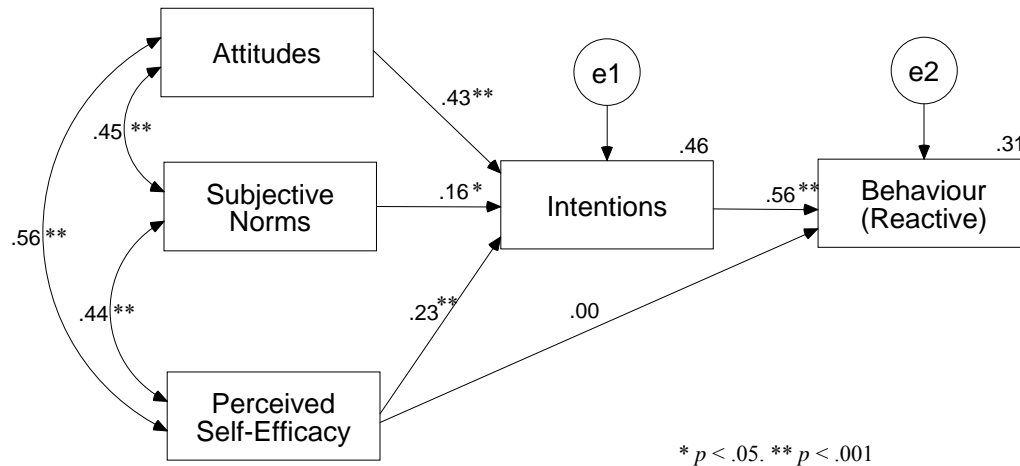 Attitudes
e1
e2
.43**
.45 **
.46
.31
Subjective
Norms
.16 *
Intentions
.56 **
Behaviour
(Reactive)
.56 **
.44 **
.23**
.00
Perceived
Self-Efficacy
* p < .05. ** p < .001